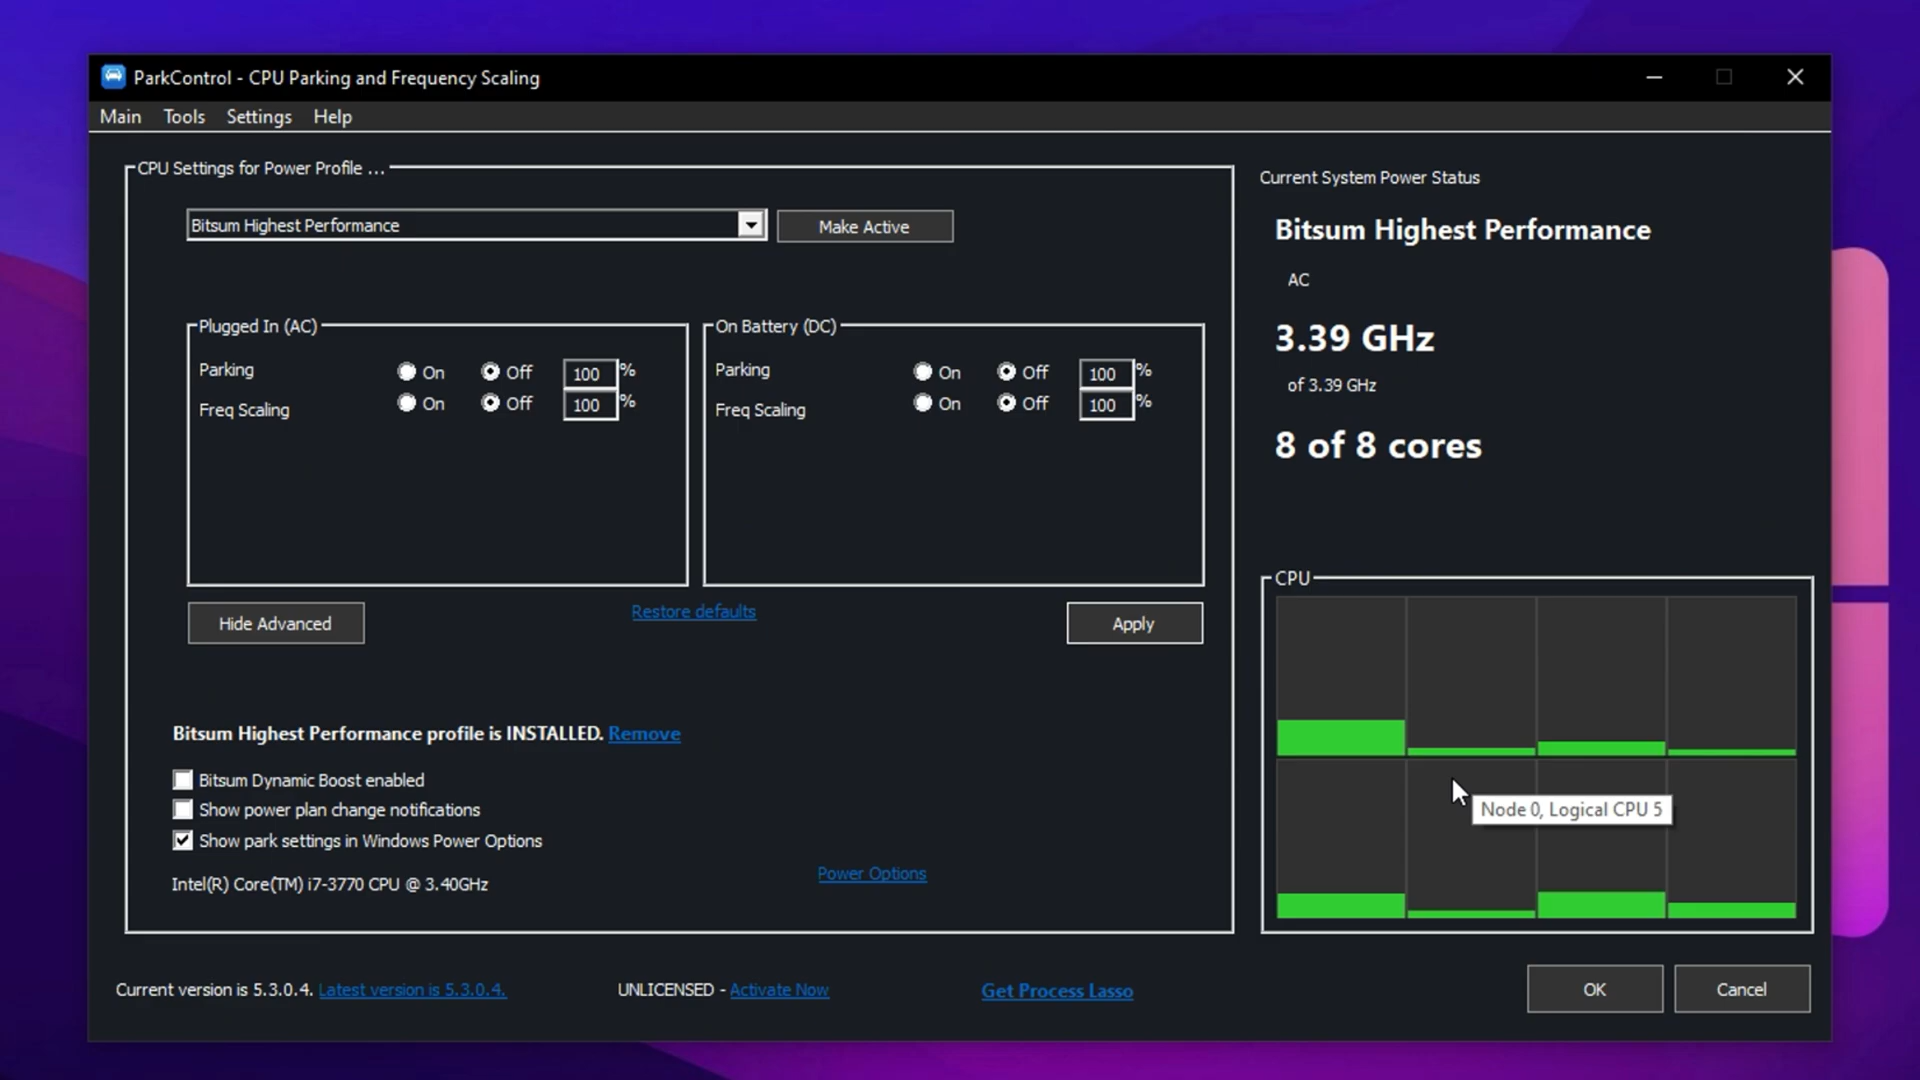 ParkControl - CPU Parking and Frequency Scaling
Main Tools Settings Help
CPU Settings for Power Profile ...
Bitsum Highest Performance
Make Active
Plugged In (AC)
Parking On Off 100 %
Freq Scaling On Off 100 %
On Battery (DC)
Parking On Off 100 %
Freq Scaling On Off 100 %
Hide Advanced
Restore defaults
Apply
Bitsum Highest Performance profile is INSTALLED. Remove
Bitsum Dynamic Boost enabled
Show power plan change notifications
Show park settings in Windows Power Options
Intel(R) Core(TM) i7-3770 CPU @ 3.40GHz
Power Options
Current System Power Status
Bitsum Highest Performance
AC
3.39 GHz
of 3.39 GHz
8 of 8 cores
CPU
Node 0, Logical CPU 5
Current version is 5.3.0.4. Latest version is 5.3.0.4.
UNLICENSED - Activate Now
Get Process Lasso
OK
Cancel